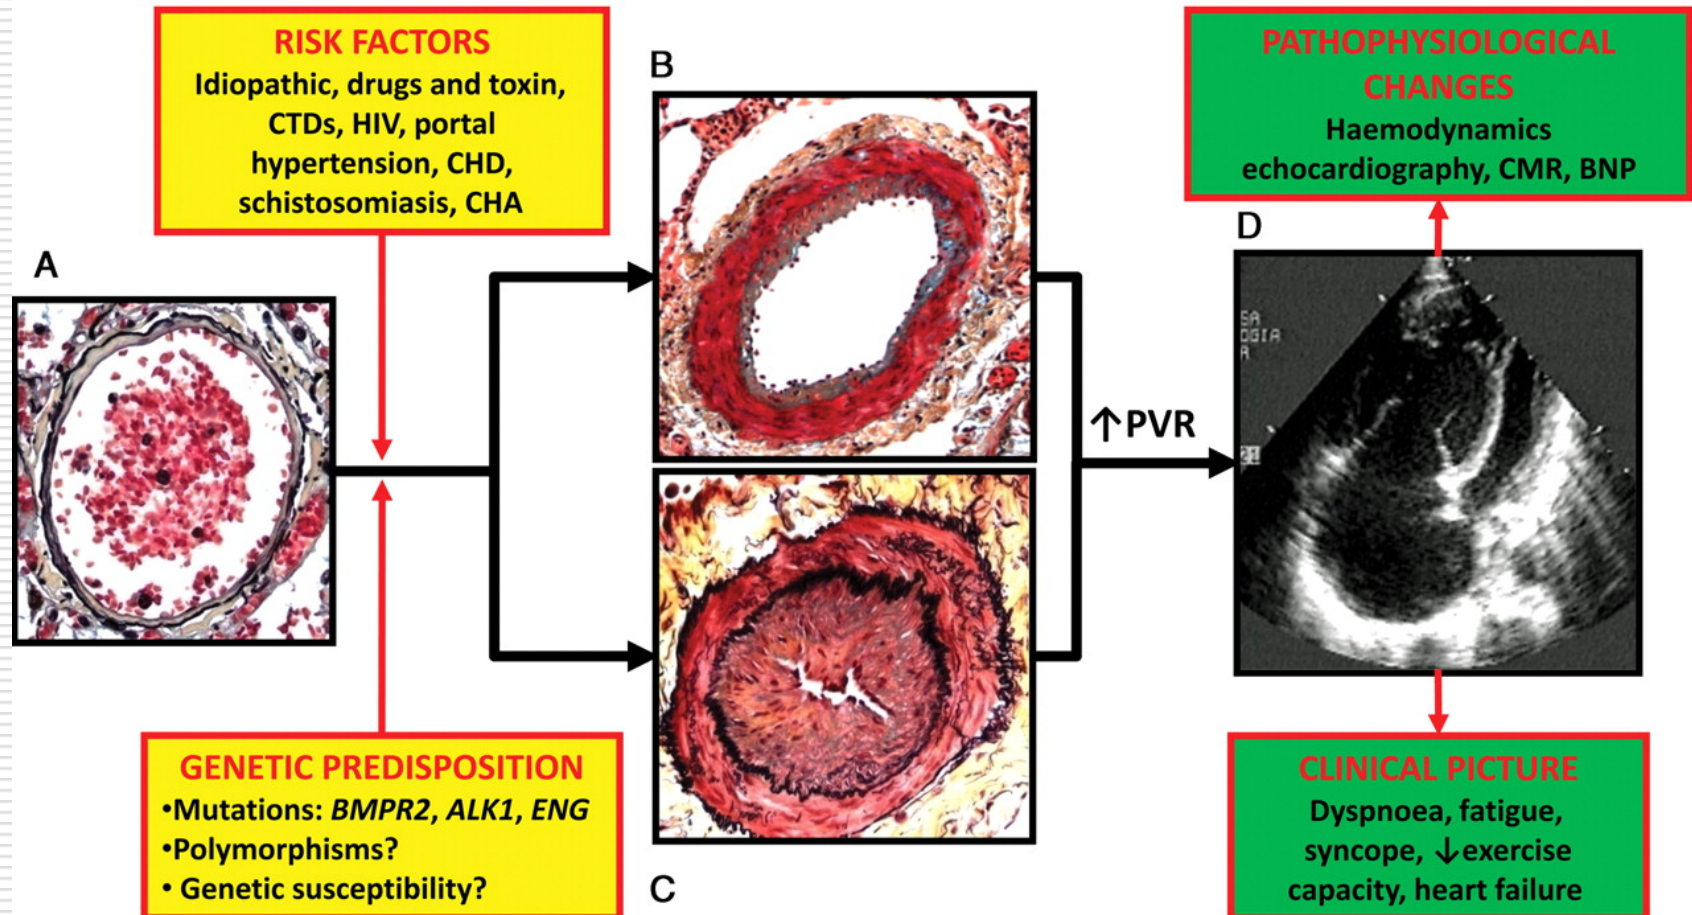 RISK FACTORS
Idiopathic, drugs and toxin,
CTDs, HIV, portal
hypertension, CHD,
schistosomiasis, CHA
A
GENETIC PREDISPOSITION
•Mutations: BMPR2, ALK1, ENG
•Polymorphisms?
• Genetic susceptibility?
B
C
↑PVR
PATHOPHYSIOLOGICAL
CHANGES
Haemodynamics
echocardiography, CMR, BNP
D
CLINICAL PICTURE
Dyspnoea, fatigue,
syncope, ↓exercise
capacity, heart failure